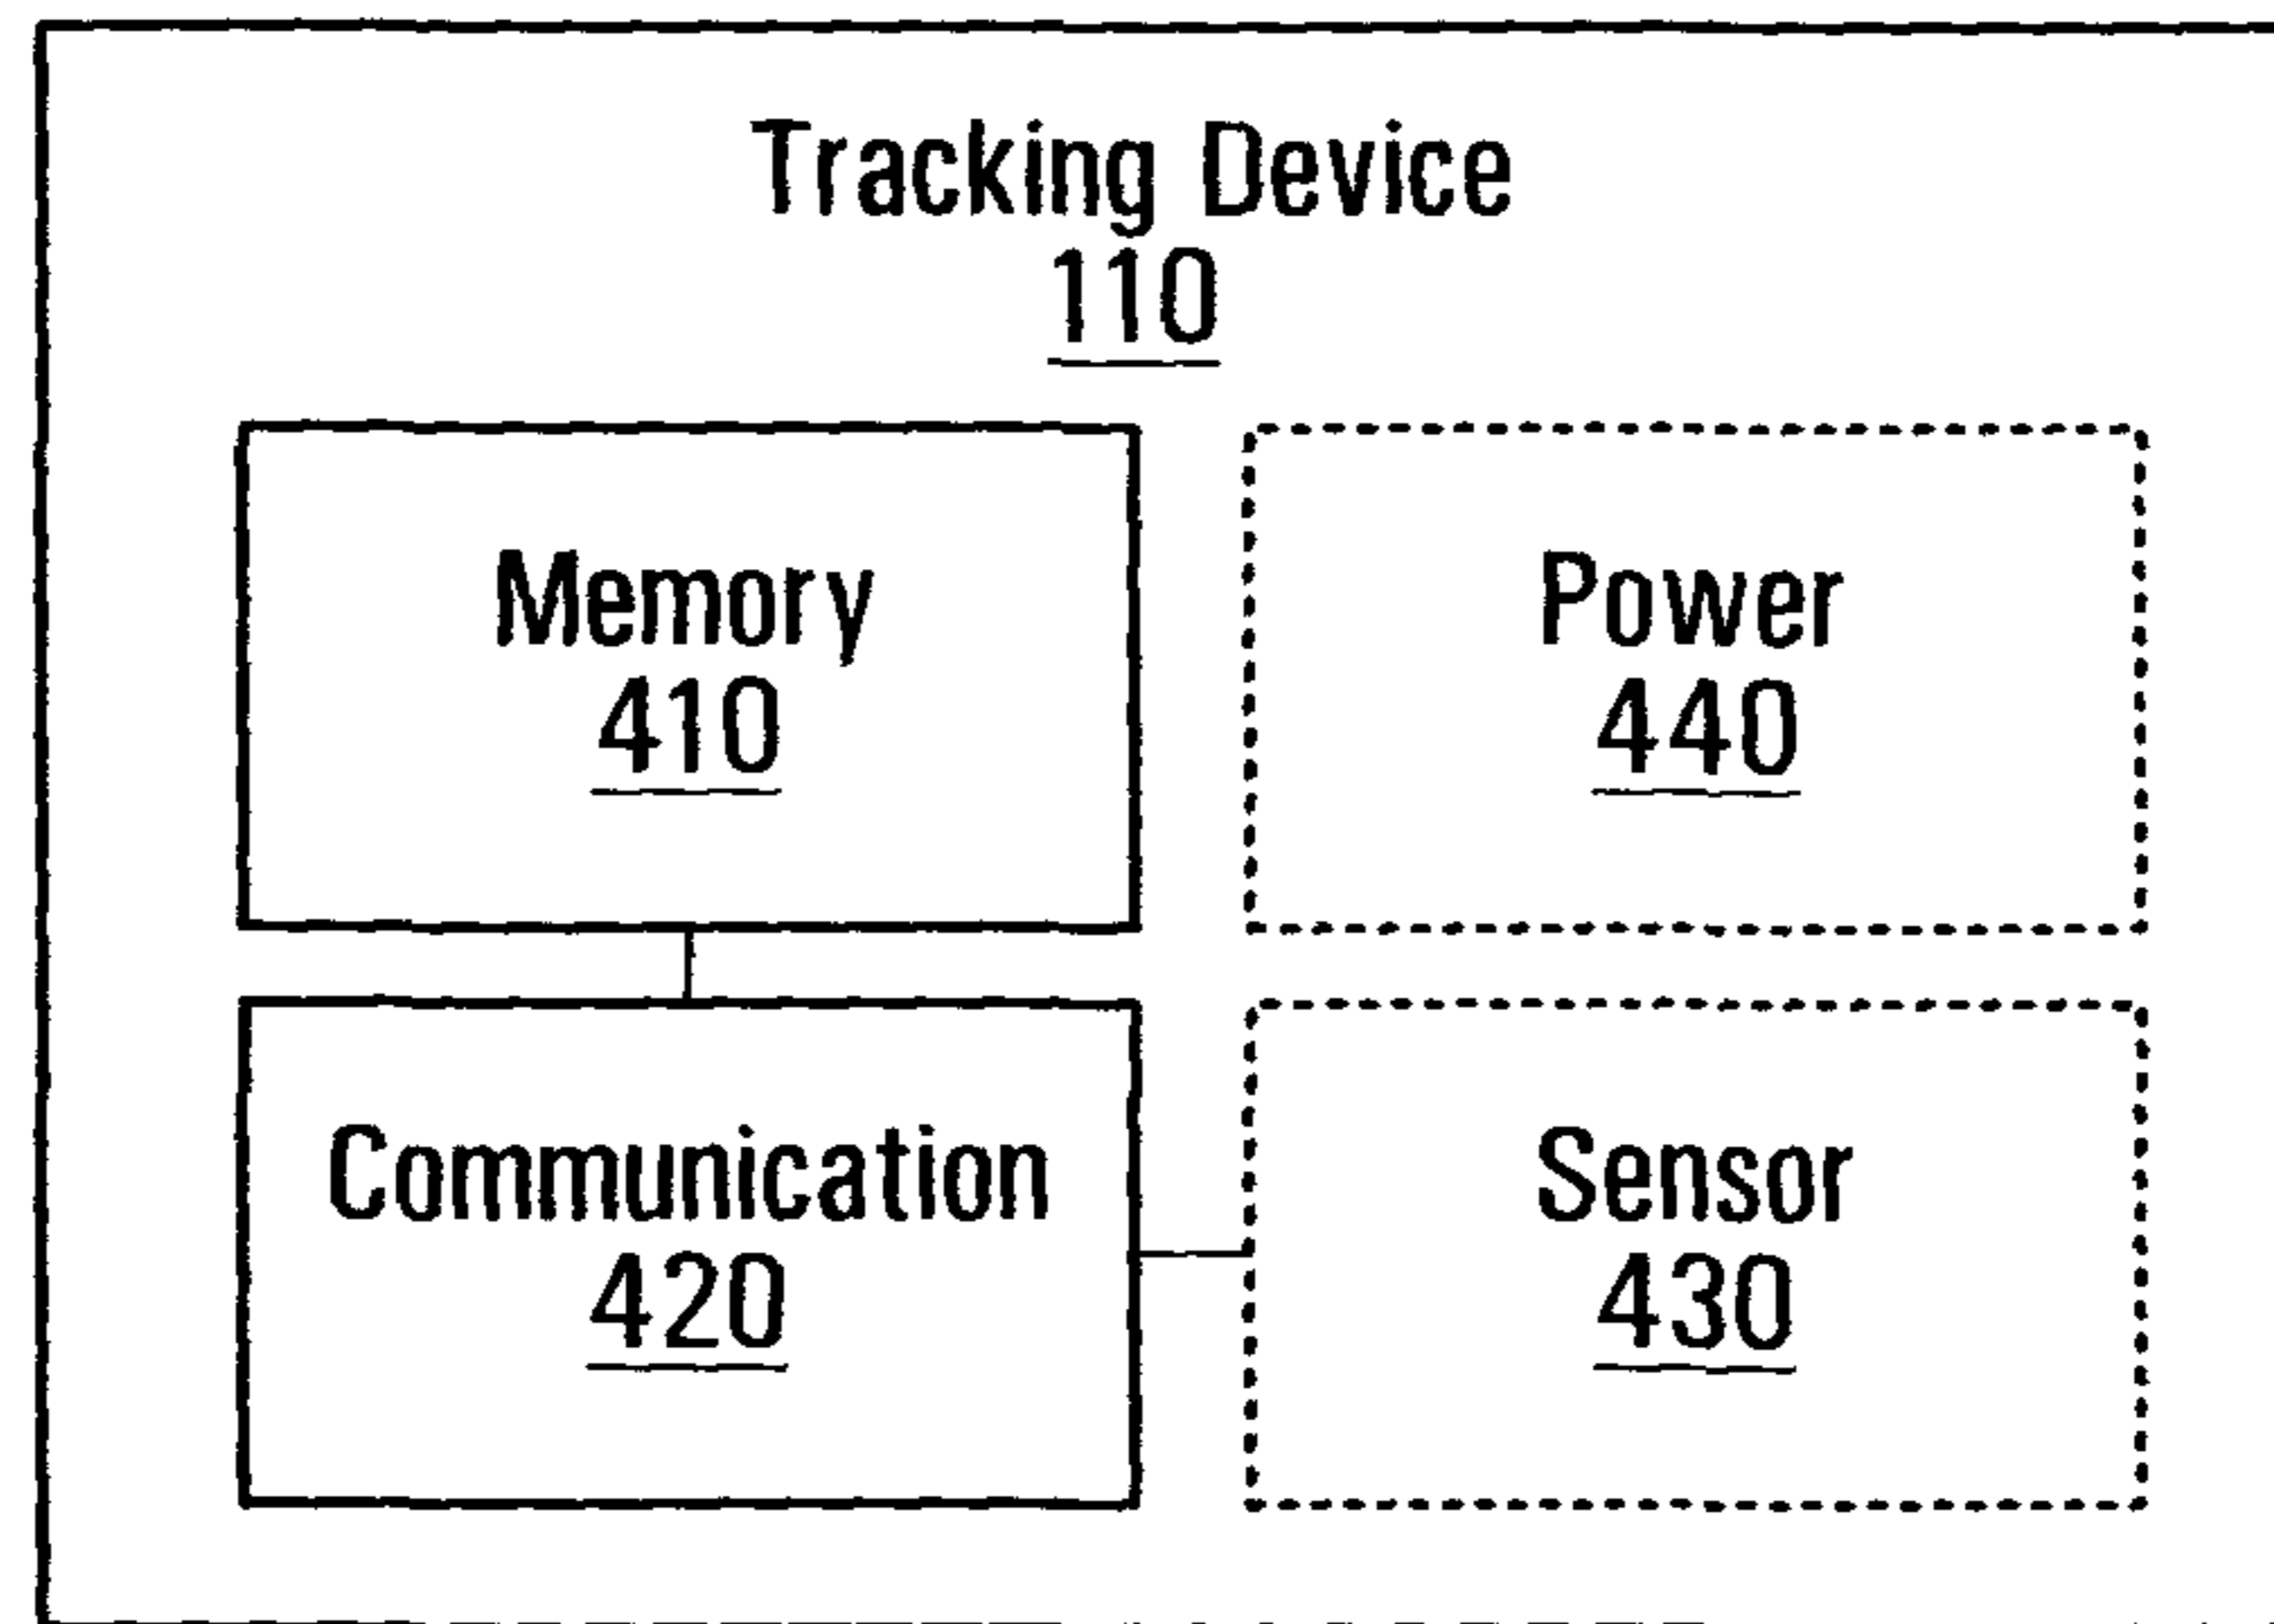 Tracking Device
110
Memory
410
Power
440
Communication
420
Sensor
430